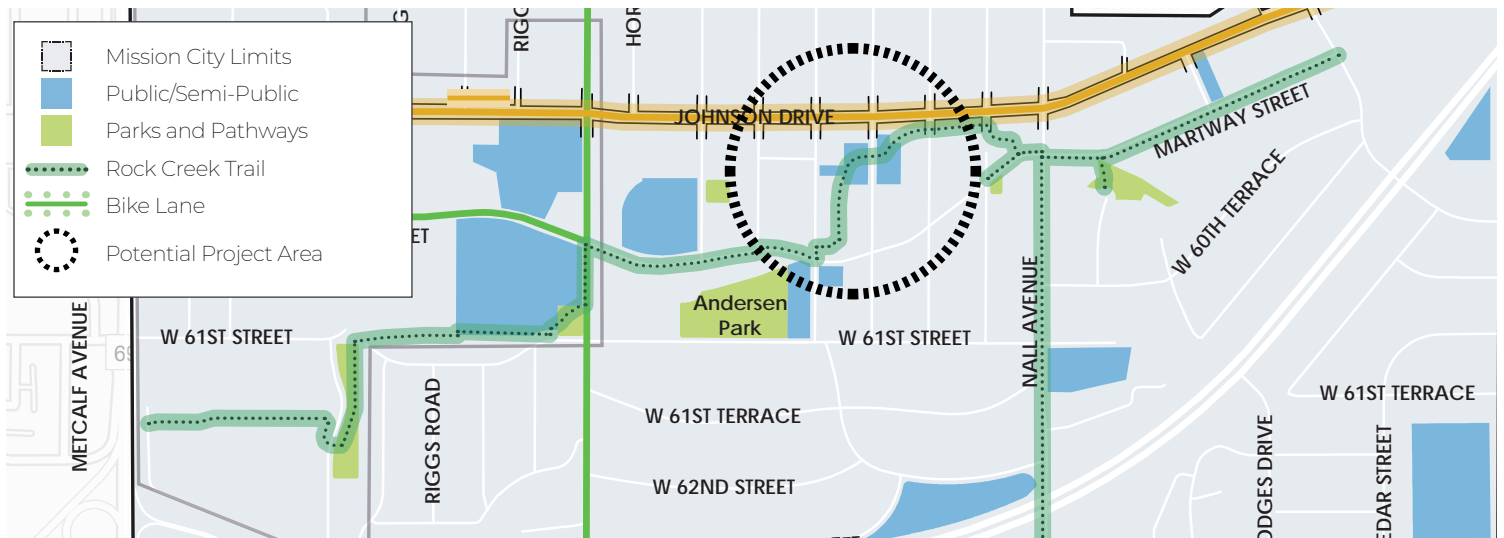 Mission City Limits
Public/Semi-Public
Parks and Pathways
Rock Creek Trail
Bike Lane
Potential Project Area
JOHNSON DRIVE
MARTWAY STREET
W 60TH TERRACE
Andersen
Park
W 61ST STREET
W 61ST STREET
NALL AVENUE
METCALF AVENUE
RIGGS ROAD
W 61ST TERRACE
W 61ST TERRACE
W 62ND STREET